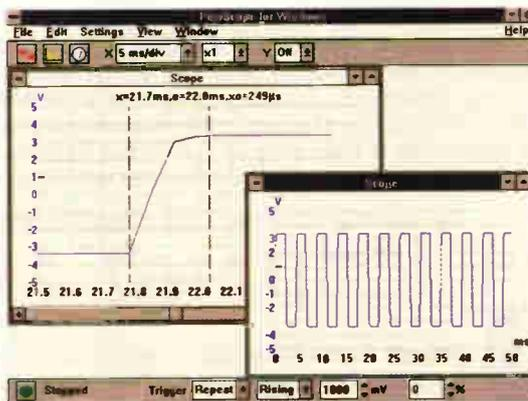 PicoScope for Windows
File Edit Settings View Window Help
X 5 ms/div x1 Y Off
Scope
V x=21.7ms,o=22.0ms,xo=249µs
5
4
3
2
1
0
-1
-2
-3
-4
-5
21.5 21.6 21.7 21.8 21.9 22.0 22.1
Scope
V
5
3
2
-1
-2
-4
-5
ms
0 5 10 15 20 25 30 35 40 45 50
Stopped Trigger Repeat Rising 1000 mV 0 %